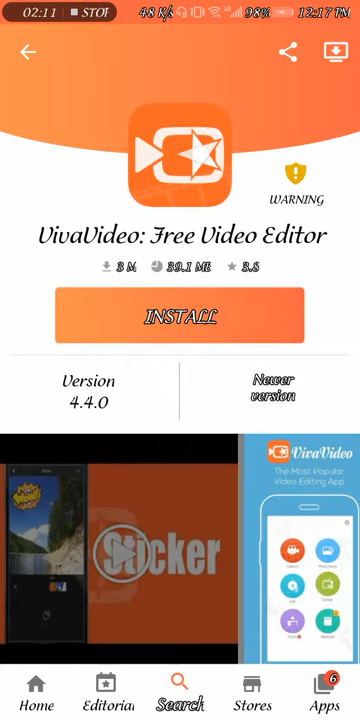 02:11 STOP 48 K/s 98% 12:17 PM
WARNING
VivaVideo: Free Video Editor
3 M 39.1 MB 3.8
INSTALL
Version
4.4.0
Newer
version
VivaVideo
The Most Popular
Video Editing App
Sticker
Home Editorial Search Stores Apps
6